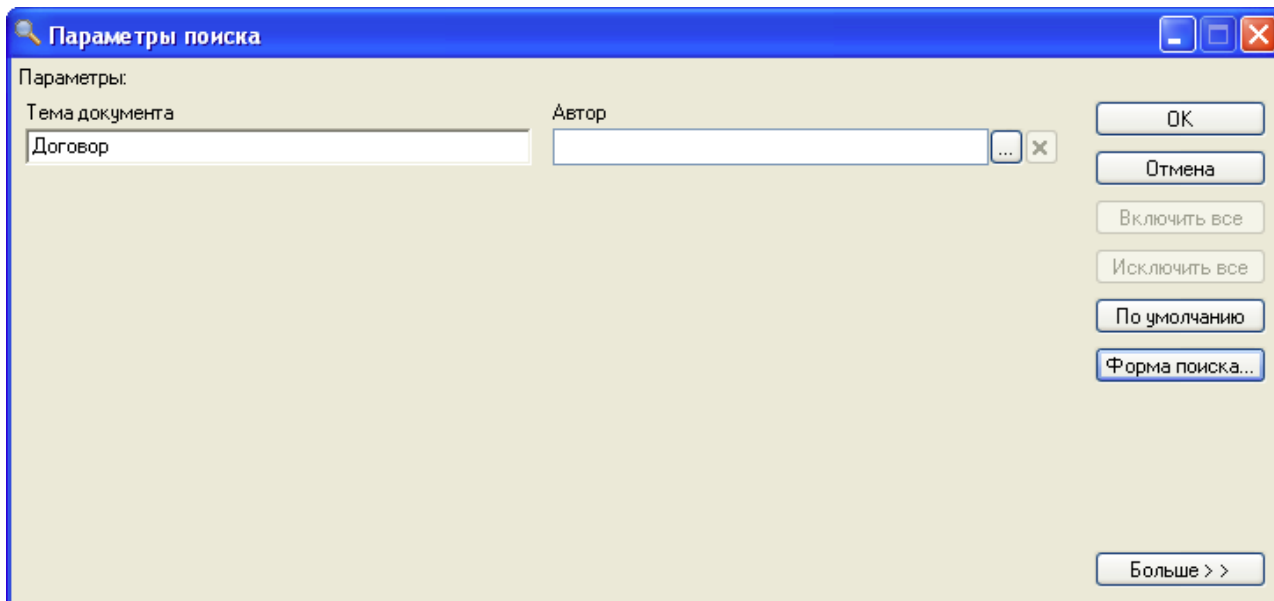 Параметры поиска
Параметры:
Тема документа
Автор
Договор
...
OK
Отмена
Включить все
Исключить все
По умолчанию
Форма поиска...
Больше > >